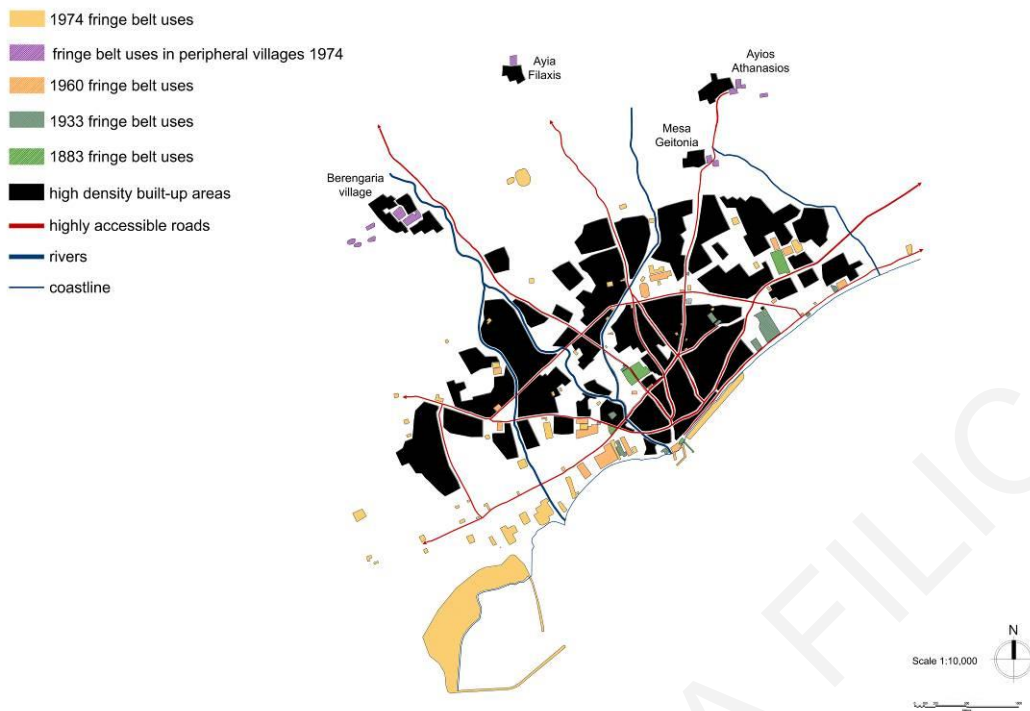 1974 fringe belt uses
fringe belt uses in peripheral villages 1974
1960 fringe belt uses
1933 fringe belt uses
1883 fringe belt uses
high density built-up areas
highly accessible roads
rivers
coastline
Ayia
Filaxis
Ayios
Athanasios
Mesa
Geitonia
Berengaria
village
N
Scale 1:10,000
A FILIO